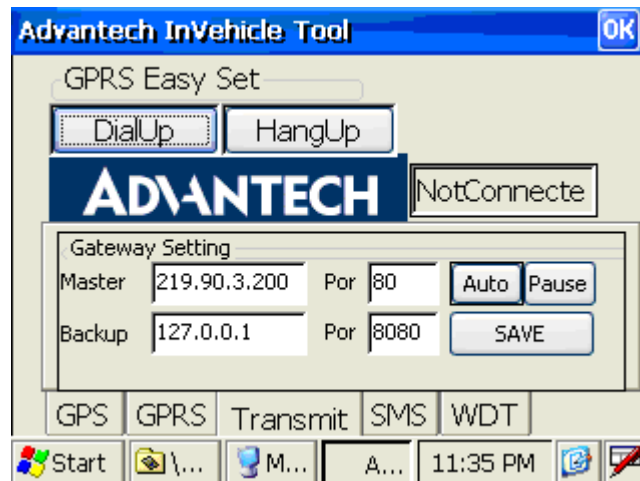 Advantech InVehicle Tool OK
GPRS Easy Set
DialUp HangUp
ADVANTECH NotConnecte
Gateway Setting
Master 219.90.3.200 Por 80 Auto Pause
Backup 127.0.0.1 Por 8080 SAVE
GPS GPRS Transmit SMS WDT
Start \... M... A... 11:35 PM